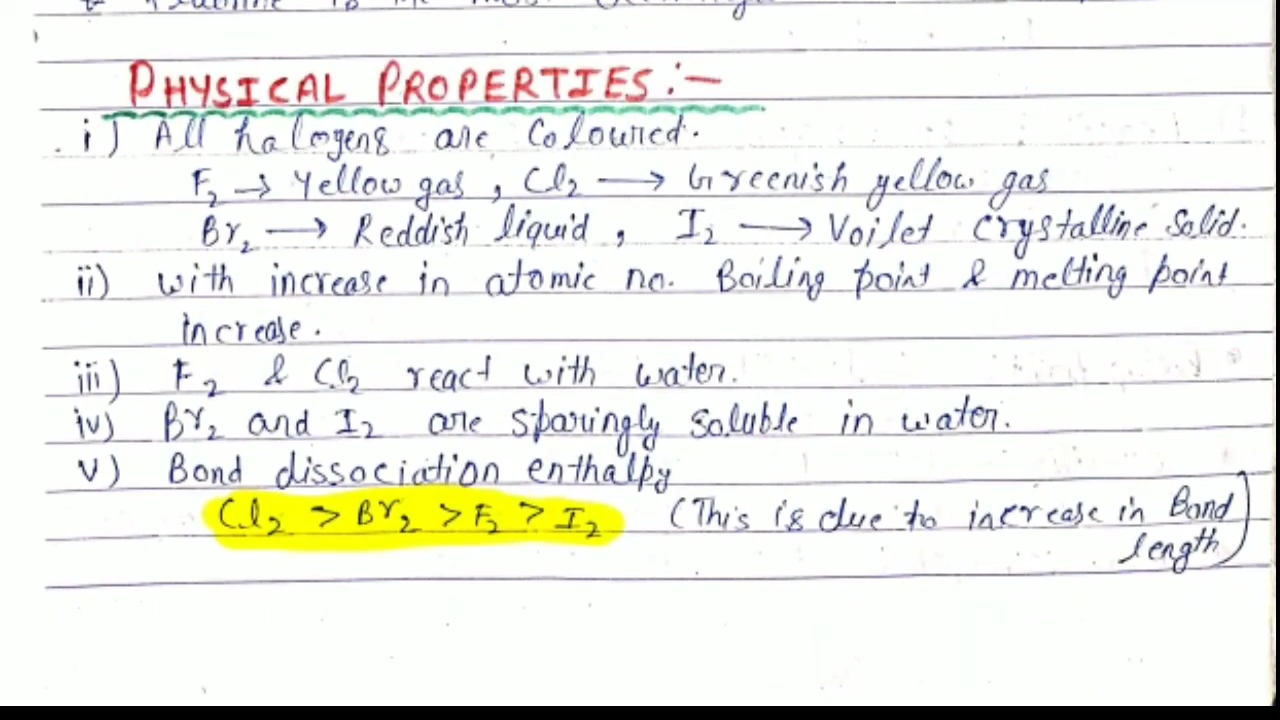 PHYSICAL PROPERTIES :-
i) All halogens are Coloured.
F₂ → Yellow gas , Cl₂ → Greenish yellow gas
Br₂ → Reddish liquid , I₂ → Voilet Crystalline Solid.
ii) with increase in atomic no. Boiling point & melting point
increase .
iii) F₂ & Cl₂ react with water.
iv) Br₂ and I₂ are sparingly soluble in water.
v) Bond dissociation enthalpy
Cl₂ > Br₂ > F₂ > I₂ (This is due to increase in Bond
length)